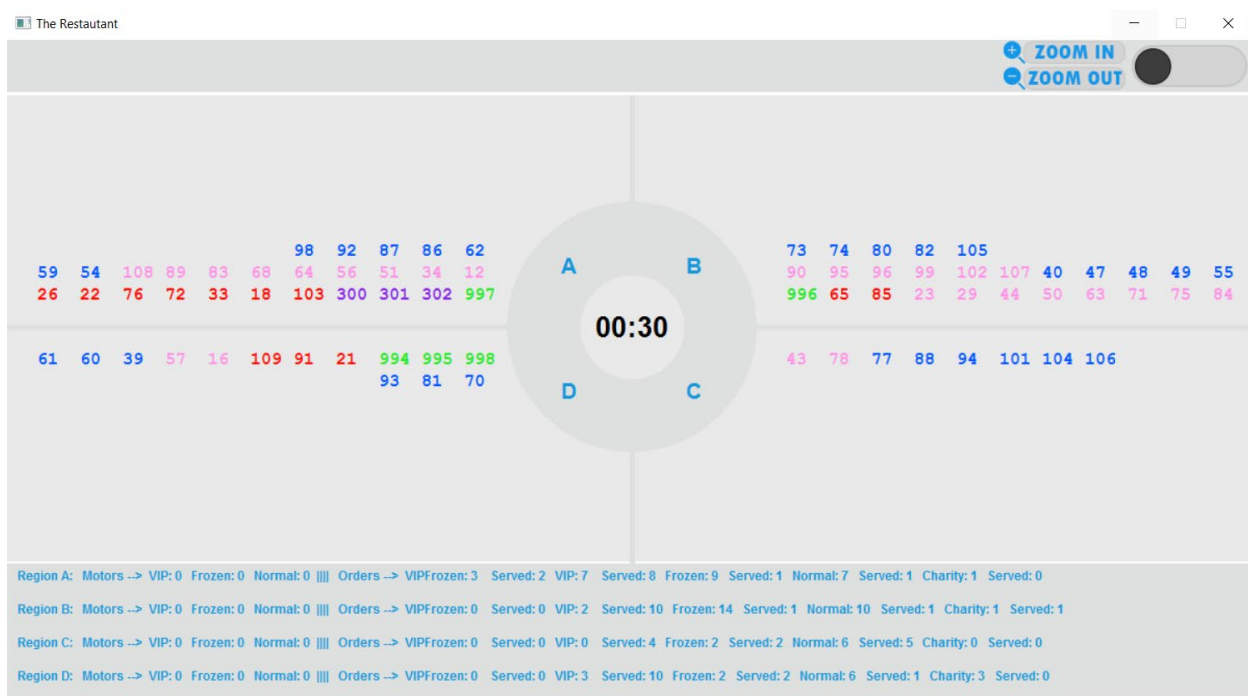 The Restautant
ZOOM IN
ZOOM OUT
98 92 87 86 62
59 54 108 89 83 68 64 56 51 34 12
26 22 76 72 33 18 103 300 301 302 997
A
B
73 74 80 82 105
90 95 96 99 102 107 40 47 48 49 55
996 65 85 23 29 44 50 63 71 75 84
00:30
61 60 39 57 16 109 91 21 994 995 998
93 81 70
D
C
43 78 77 88 94 101 104 106
Region A: Motors --> VIP: 0 Frozen: 0 Normal: 0 |||| Orders --> VIPFrozen: 3 Served: 2 VIP: 7 Served: 8 Frozen: 9 Served: 1 Normal: 7 Served: 1 Charity: 1 Served: 0
Region B: Motors --> VIP: 0 Frozen: 0 Normal: 0 |||| Orders --> VIPFrozen: 0 Served: 0 VIP: 2 Served: 10 Frozen: 14 Served: 1 Normal: 10 Served: 1 Charity: 1 Served: 1
Region C: Motors --> VIP: 0 Frozen: 0 Normal: 0 |||| Orders --> VIPFrozen: 0 Served: 0 VIP: 0 Served: 4 Frozen: 2 Served: 2 Normal: 6 Served: 5 Charity: 0 Served: 0
Region D: Motors --> VIP: 0 Frozen: 0 Normal: 0 |||| Orders --> VIPFrozen: 0 Served: 0 VIP: 3 Served: 10 Frozen: 2 Served: 2 Normal: 6 Served: 1 Charity: 3 Served: 0